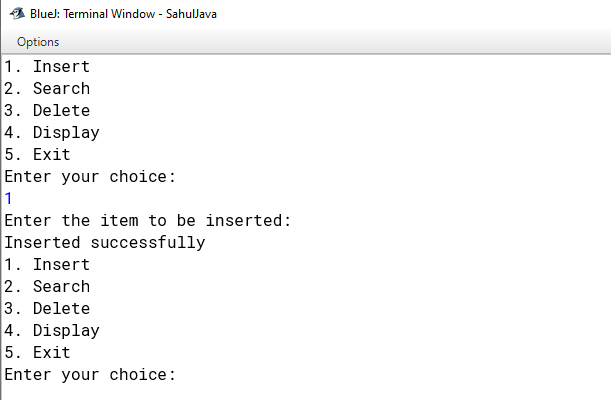 BlueJ: Terminal Window - SahulJava
Options
1. Insert
2. Search
3. Delete
4. Display
5. Exit
Enter your choice:
1
Enter the item to be inserted:
Inserted successfully
1. Insert
2. Search
3. Delete
4. Display
5. Exit
Enter your choice: